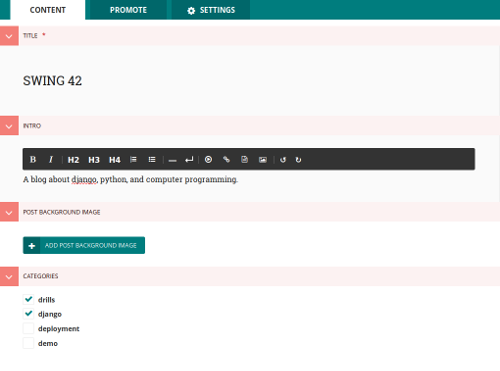 CONTENT PROMOTE SETTINGS
TITLE *
SWING 42
INTRO
B I H2 H3 H4
A blog about django, python, and computer programming.
POST BACKGROUND IMAGE
+ ADD POST BACKGROUND IMAGE
CATEGORIES
drills
django
deployment
demo